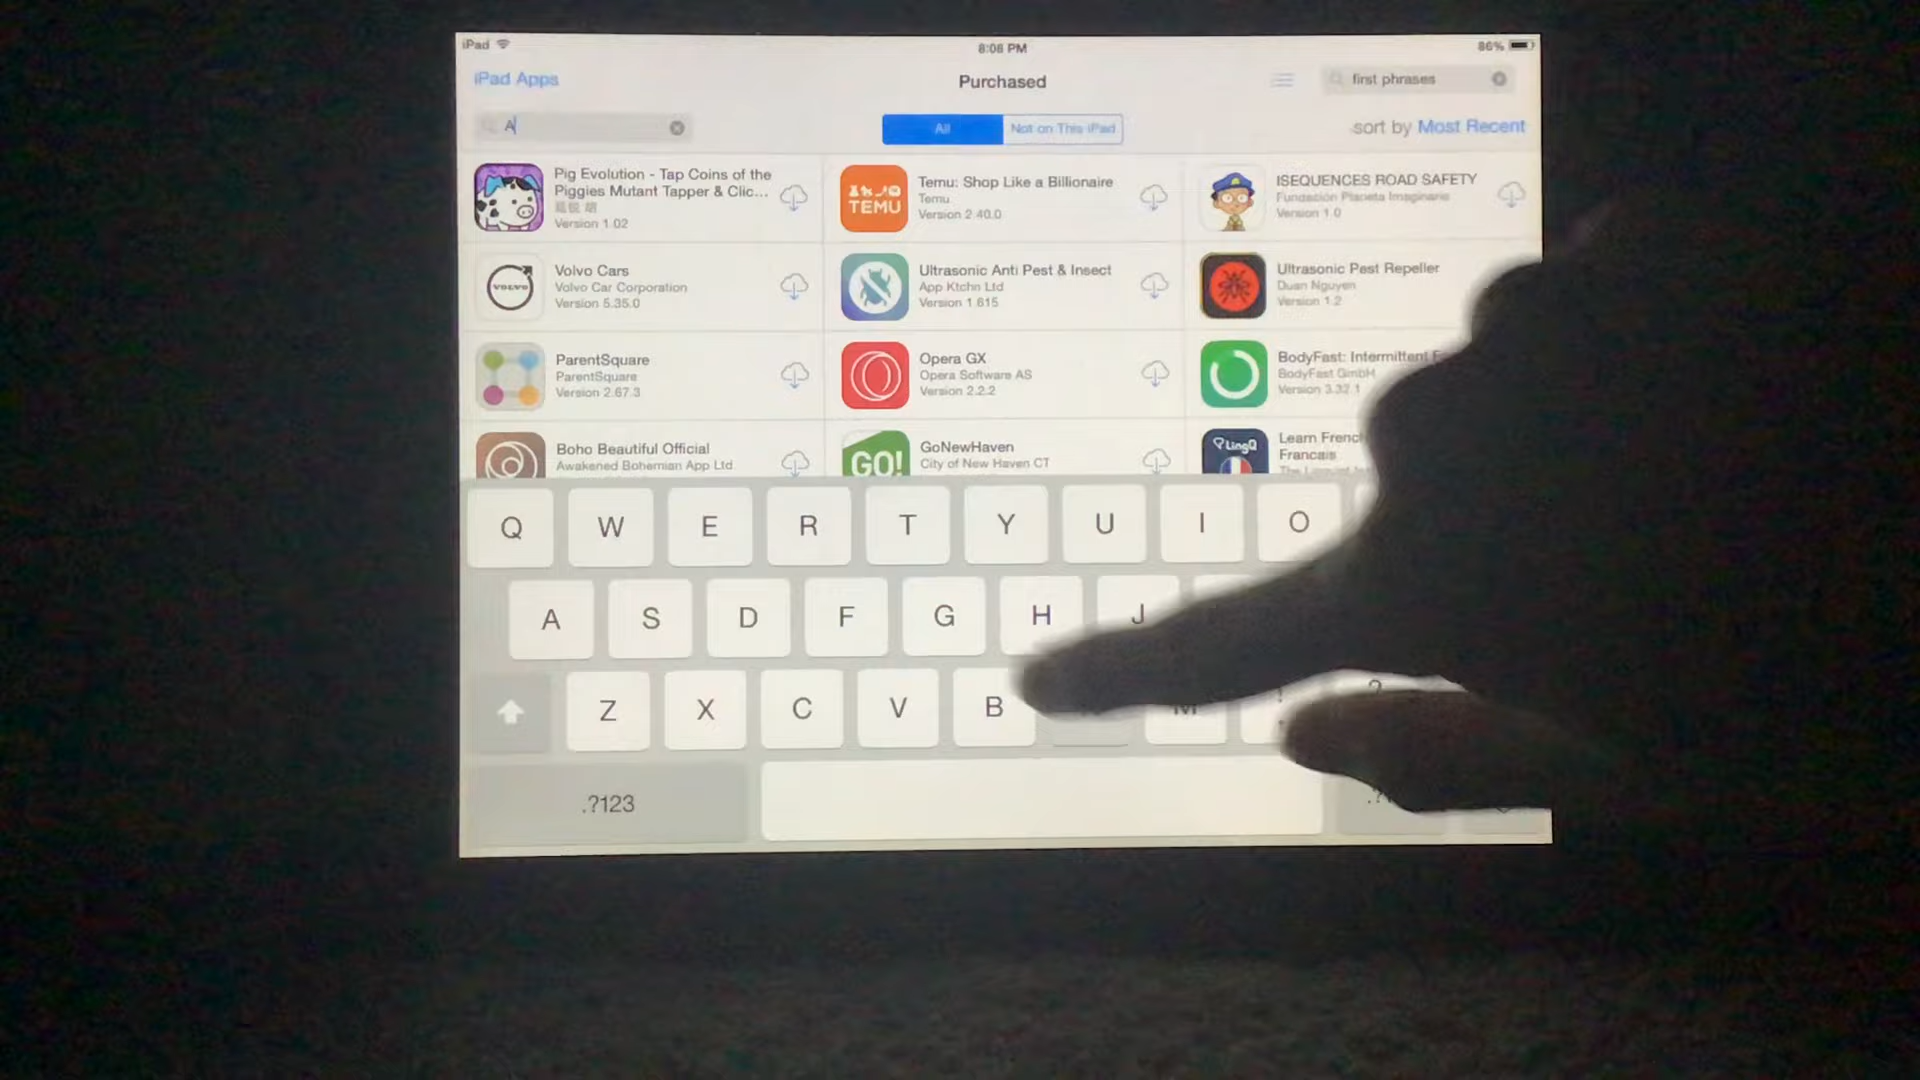 iPad
8:06 PM
86%
iPad Apps
Purchased
first phrases
A
All
Not on This iPad
sort by Most Recent
Pig Evolution - Tap Coins of the
Piggies Mutant Tapper & Clic...
Version 1.02
TEMU
Temu: Shop Like a Billionaire
Temu
Version 2.40.0
ISEQUENCES ROAD SAFETY
Fundación Planeta Imaginario
Version 1.0
VOLVO
Volvo Cars
Volvo Car Corporation
Version 5.35.0
Ultrasonic Anti Pest & Insect
App Ktchn Ltd
Version 1.615
Ultrasonic Pest Repeller
Duan Nguyen
Version 1.2
ParentSquare
ParentSquare
Version 2.67.3
Opera GX
Opera Software AS
Version 2.2.2
BodyFast: Intermittent F
BodyFast GmbH
Version 3.32.1
Boho Beautiful Official
Awakened Bohemian App Ltd
GO!
GoNewHaven
City of New Haven CT
LingQ
Learn French
Francais
Q W E R T Y U I O
A S D F G H J
Z X C V B M ! ?
.?123